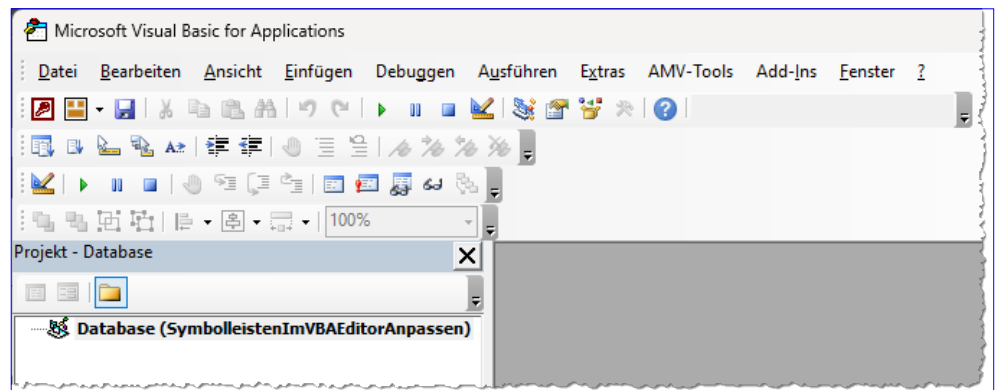 Microsoft Visual Basic for Applications
Datei Bearbeiten Ansicht Einfügen Debuggen Ausführen Extras AMV-Tools Add-Ins Fenster ?
100%
Projekt - Database
Database (SymbolleistenImVBAEditorAnpassen)